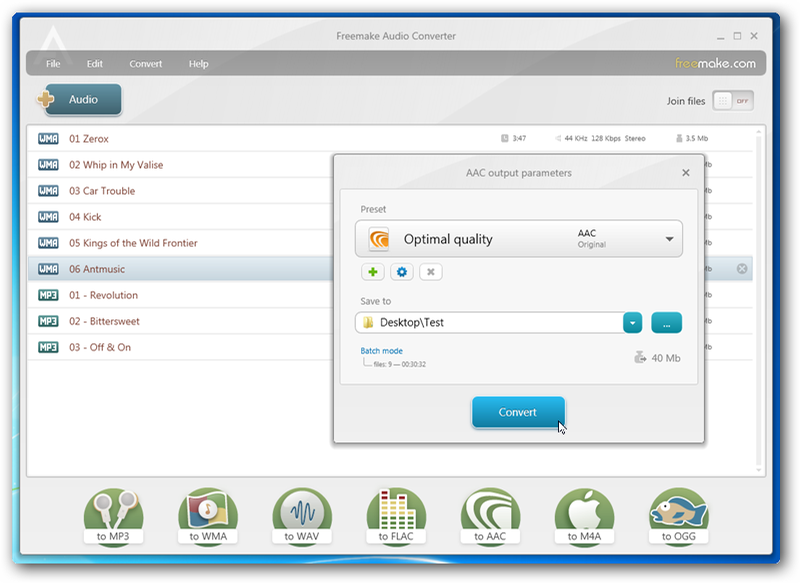 Freemake Audio Converter
File Edit Convert Help
freemake.com
Audio
Join files OFF
WMA 01 Zerox 3:47 44 KHz 128 Kbps Stereo 3.5 Mb
WMA 02 Whip in My Valise
WMA 03 Car Trouble
WMA 04 Kick
WMA 05 Kings of the Wild Frontier
WMA 06 Antmusic
MP3 01 - Revolution
MP3 02 - Bittersweet
MP3 03 - Off & On
AAC output parameters
Preset
Optimal quality
AAC
Original
Save to
Desktop\Test
...
Batch mode
files: 9 — 00:30:32
40 Mb
Convert
to MP3 to WMA to WAV to FLAC to AAC to M4A to OGG